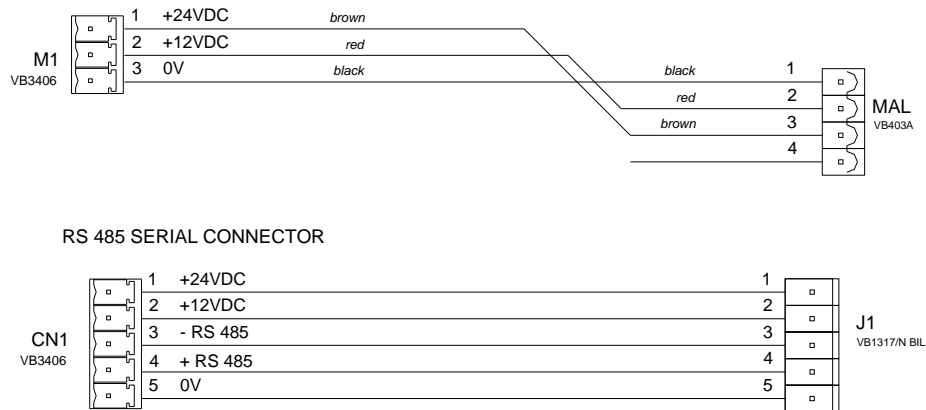 1 +24VDC brown
2 +12VDC red
3 0V black
M1
VB3406
black 1
red 2
brown 3
4
MAL
VB403A
RS 485 SERIAL CONNECTOR
1 +24VDC 1
2 +12VDC 2
3 - RS 485 3
4 + RS 485 4
5 0V 5
CN1
VB3406
J1
VB1317/N BIL